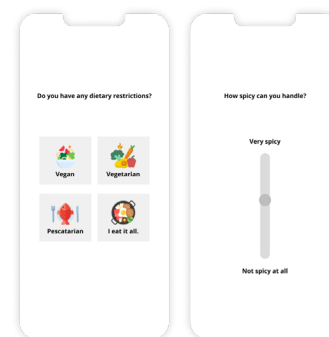 Do you have any dietary restrictions?
Vegan
Vegetarian
Pescatarian
I eat it all.
How spicy can you handle?
Very spicy
Not spicy at all